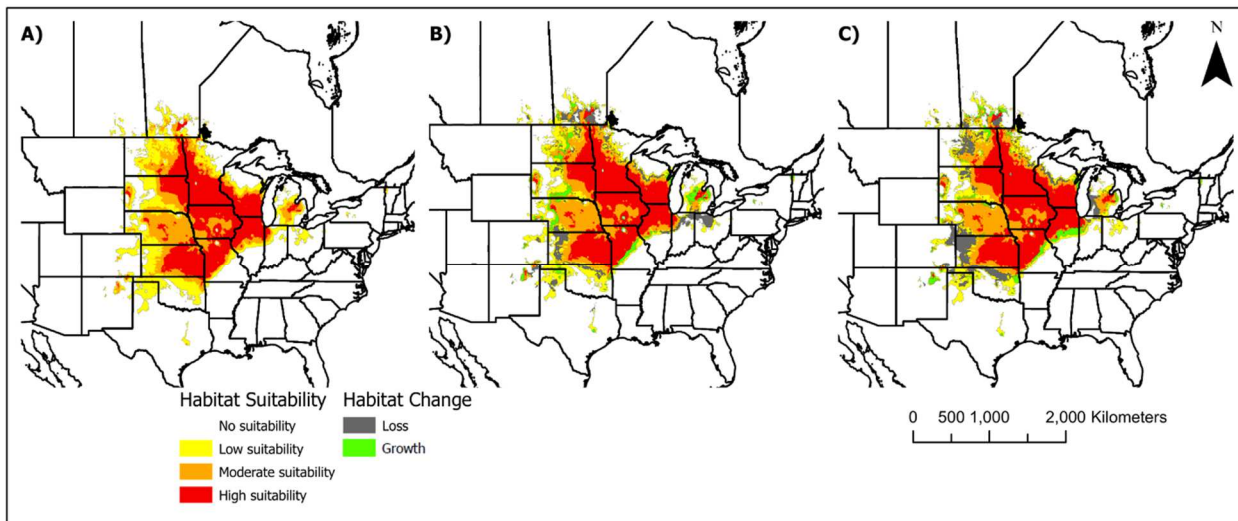 A)
B)
C)
N
Habitat Suitability
No suitability
Low suitability
Moderate suitability
High suitability
Habitat Change
Loss
Growth
0 500 1,000 2,000 Kilometers